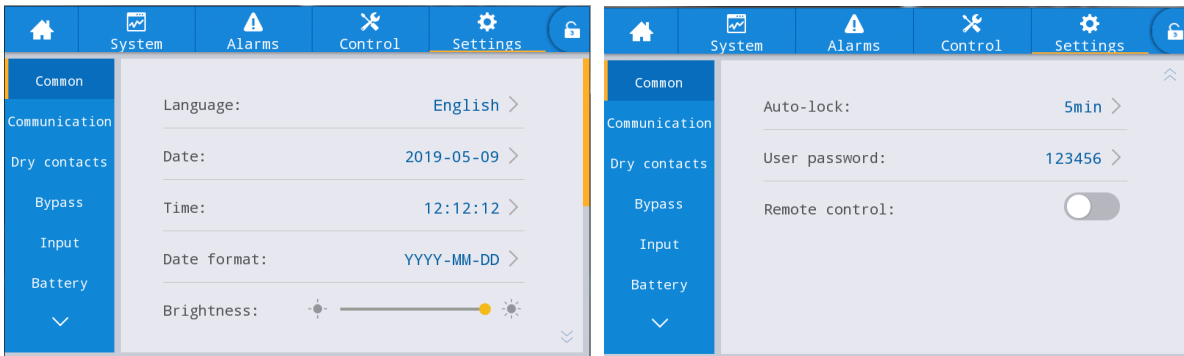 System Alarms Control Settings
Common
Communication
Dry contacts
Bypass
Input
Battery
Language: English
Date: 2019-05-09
Time: 12:12:12
Date format: YYYY-MM-DD
Brightness:
System Alarms Control Settings
Common
Communication
Dry contacts
Bypass
Input
Battery
Auto-lock: 5min
User password: 123456
Remote control: